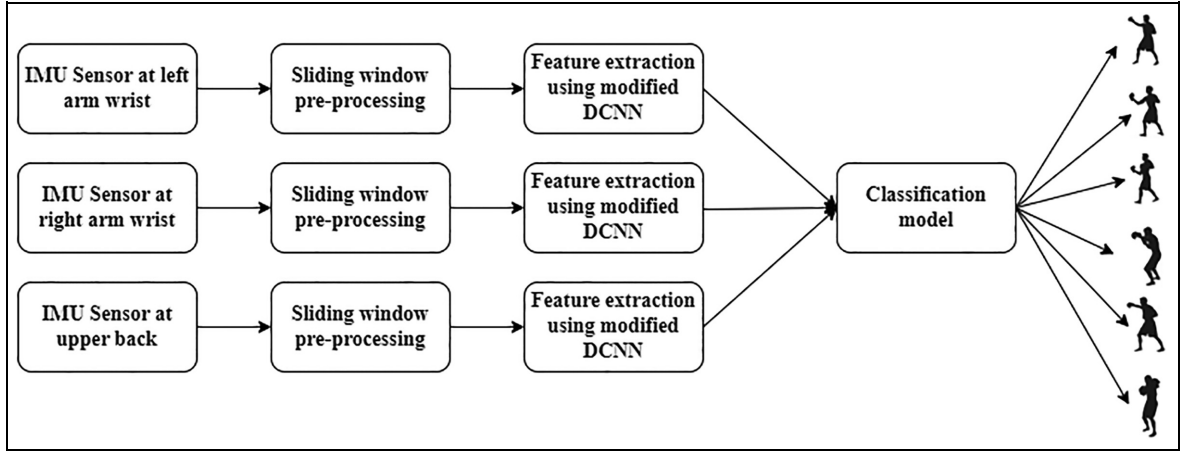 IMU Sensor at left
arm wrist
Sliding window
pre-processing
Feature extraction
using modified
DCNN
IMU Sensor at
right arm wrist
Sliding window
pre-processing
Feature extraction
using modified
DCNN
Classification
model
IMU Sensor at
upper back
Sliding window
pre-processing
Feature extraction
using modified
DCNN